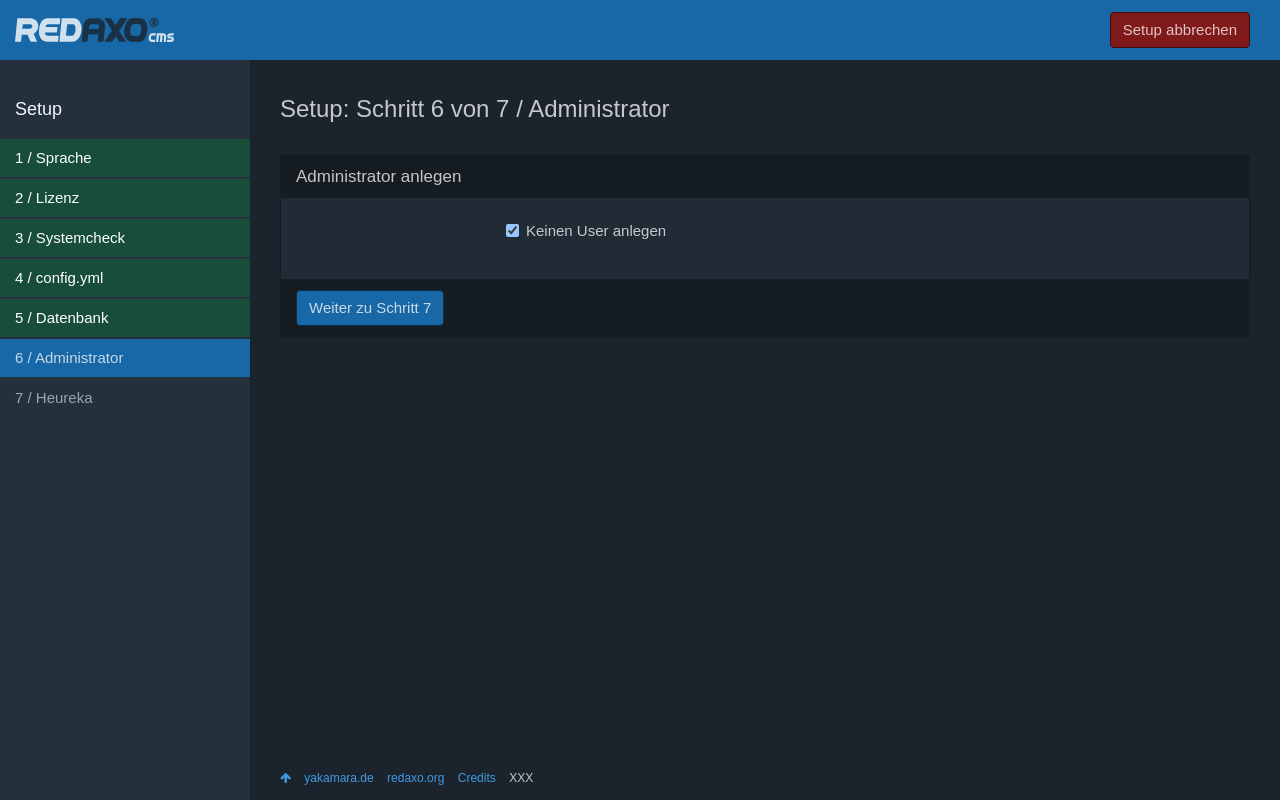 REDAXO® cms
Setup abbrechen
Setup
1 / Sprache
2 / Lizenz
3 / Systemcheck
4 / config.yml
5 / Datenbank
6 / Administrator
7 / Heureka
Setup: Schritt 6 von 7 / Administrator
Administrator anlegen
Keinen User anlegen
Weiter zu Schritt 7
yakamara.de redaxo.org Credits XXX